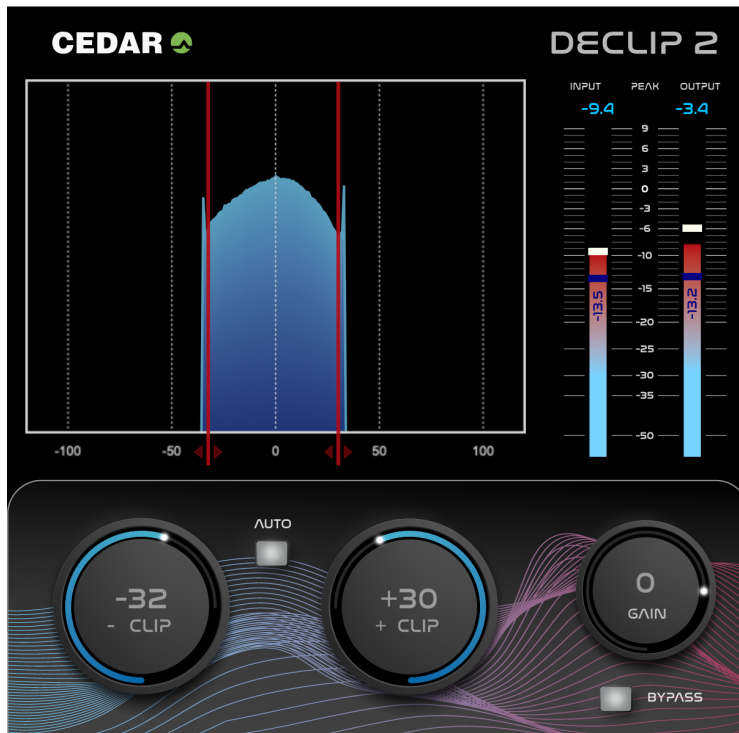 CEDAR
DECLIP 2
INPUT PEAK OUTPUT
-9.4 -3.4
9
6
3
0
-3
-6
-10
-15
-13.5 -13.2
-20
-25
-30
-35
-50
-100 -50 0 50 100
AUTO
-32
- CLIP
+30
+ CLIP
0
GAIN
BYPASS